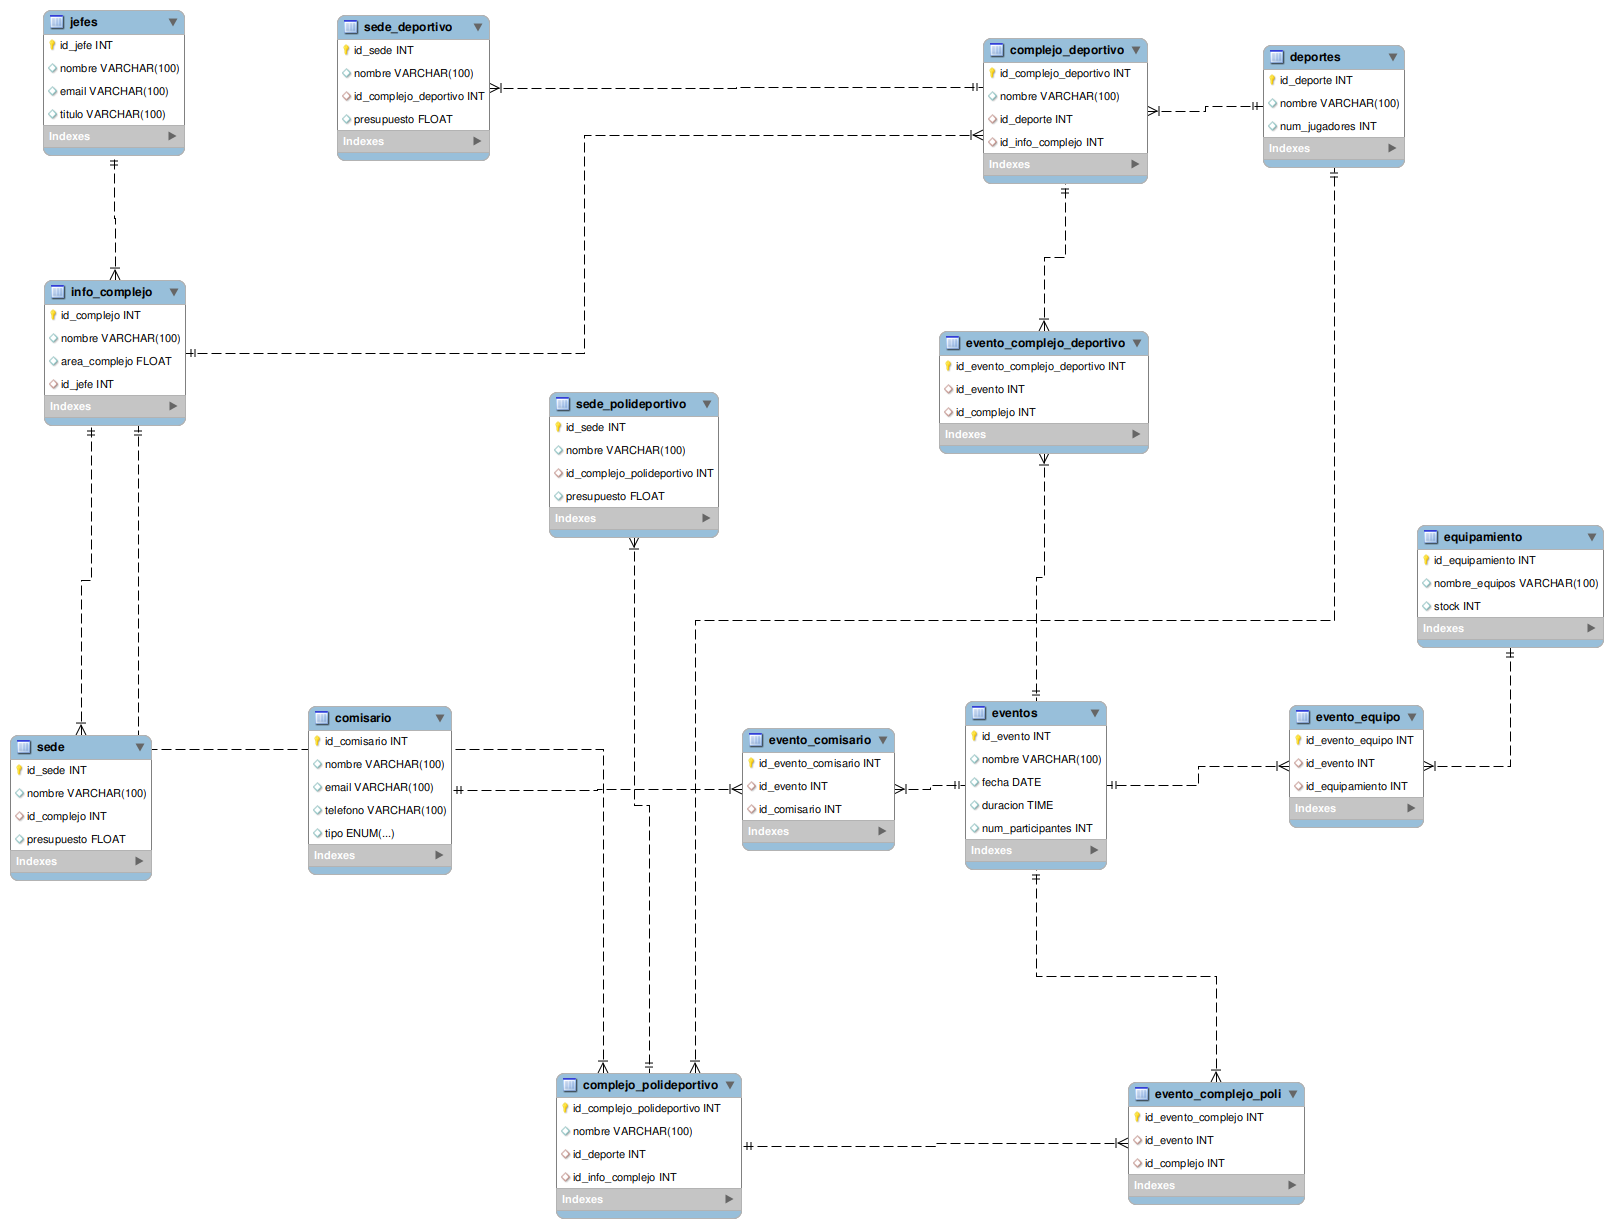 jefes
id_jefe INT
nombre VARCHAR(100)
email VARCHAR(100)
titulo VARCHAR(100)
Indexes
sede_deportivo
id_sede INT
nombre VARCHAR(100)
id_complejo_deportivo INT
presupuesto FLOAT
Indexes
complejo_deportivo
id_complejo_deportivo INT
nombre VARCHAR(100)
id_deporte INT
id_info_complejo INT
Indexes
deportes
id_deporte INT
nombre VARCHAR(100)
num_jugadores INT
Indexes
info_complejo
id_complejo INT
nombre VARCHAR(100)
area_complejo FLOAT
id_jefe INT
Indexes
evento_complejo_deportivo
id_evento_complejo_deportivo INT
id_evento INT
id_complejo INT
Indexes
sede_polideportivo
id_sede INT
nombre VARCHAR(100)
id_complejo_polideportivo INT
presupuesto FLOAT
Indexes
equipamiento
id_equipamiento INT
nombre_equipos VARCHAR(100)
stock INT
Indexes
sede
id_sede INT
nombre VARCHAR(100)
id_complejo INT
presupuesto FLOAT
Indexes
comisario
id_comisario INT
nombre VARCHAR(100)
email VARCHAR(100)
telefono VARCHAR(100)
tipo ENUM(...)
Indexes
evento_comisario
id_evento_comisario INT
id_evento INT
id_comisario INT
Indexes
eventos
id_evento INT
nombre VARCHAR(100)
fecha DATE
duracion TIME
num_participantes INT
Indexes
evento_equipo
id_evento_equipo INT
id_evento INT
id_equipamiento INT
Indexes
complejo_polideportivo
id_complejo_polideportivo INT
nombre VARCHAR(100)
id_deporte INT
id_info_complejo INT
Indexes
evento_complejo_poli
id_evento_complejo INT
id_evento INT
id_complejo INT
Indexes